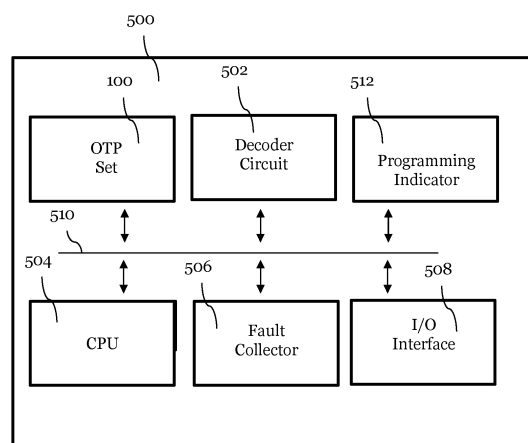 500
100
502
512
OTP
Set
Decoder
Circuit
Programming
Indicator
510
504
506
508
CPU
Fault
Collector
I/O
Interface